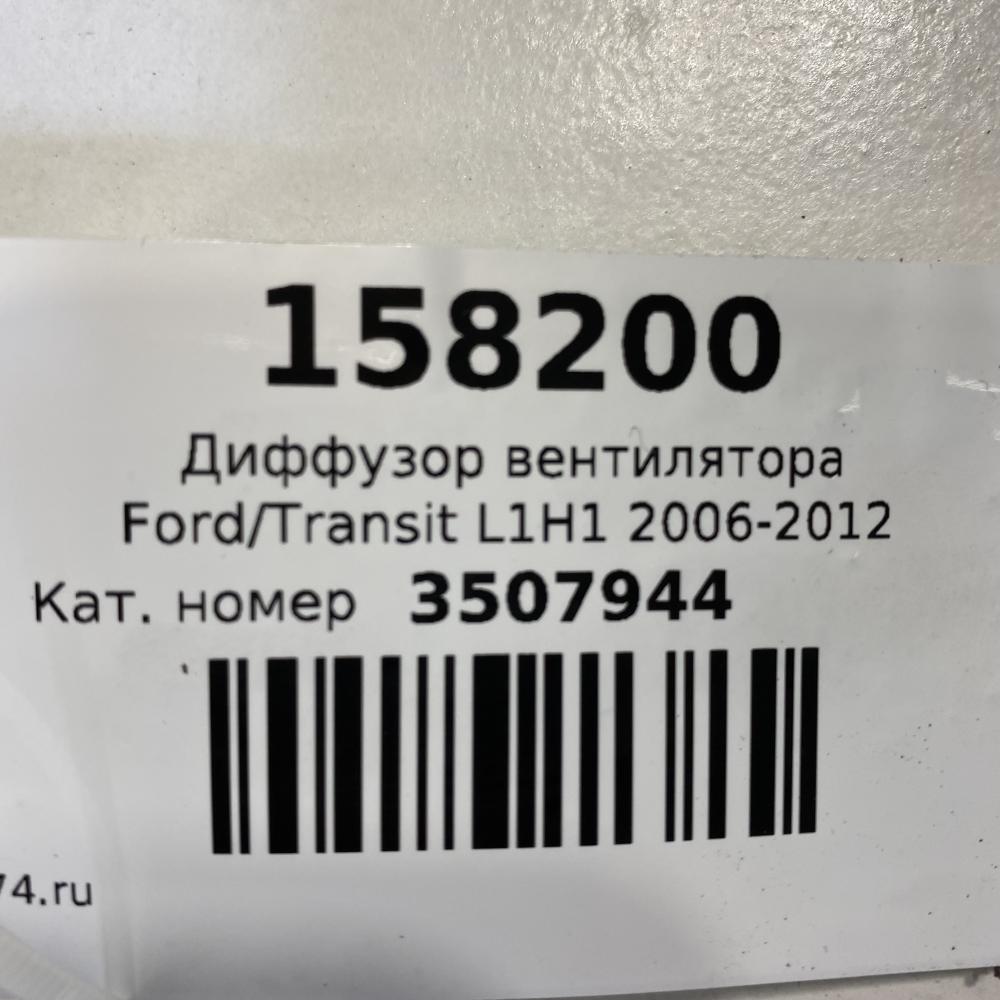 158200
Диффузор вентилятора
Ford/Transit L1H1 2006-2012
Кат. номер 3507944
74.ru